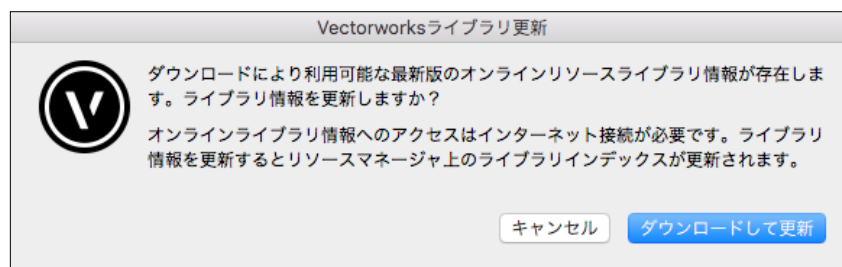 Vectorworksライブラリ更新
ダウンロードにより利用可能な最新版のオンラインリソースライブラリ情報が存在しま
す。ライブラリ情報を更新しますか？
オンラインライブラリ情報へのアクセスはインターネット接続が必要です。ライブラリ
情報を更新するとリソースマネージャ上のライブラリインデックスが更新されます。
キャンセル ダウンロードして更新